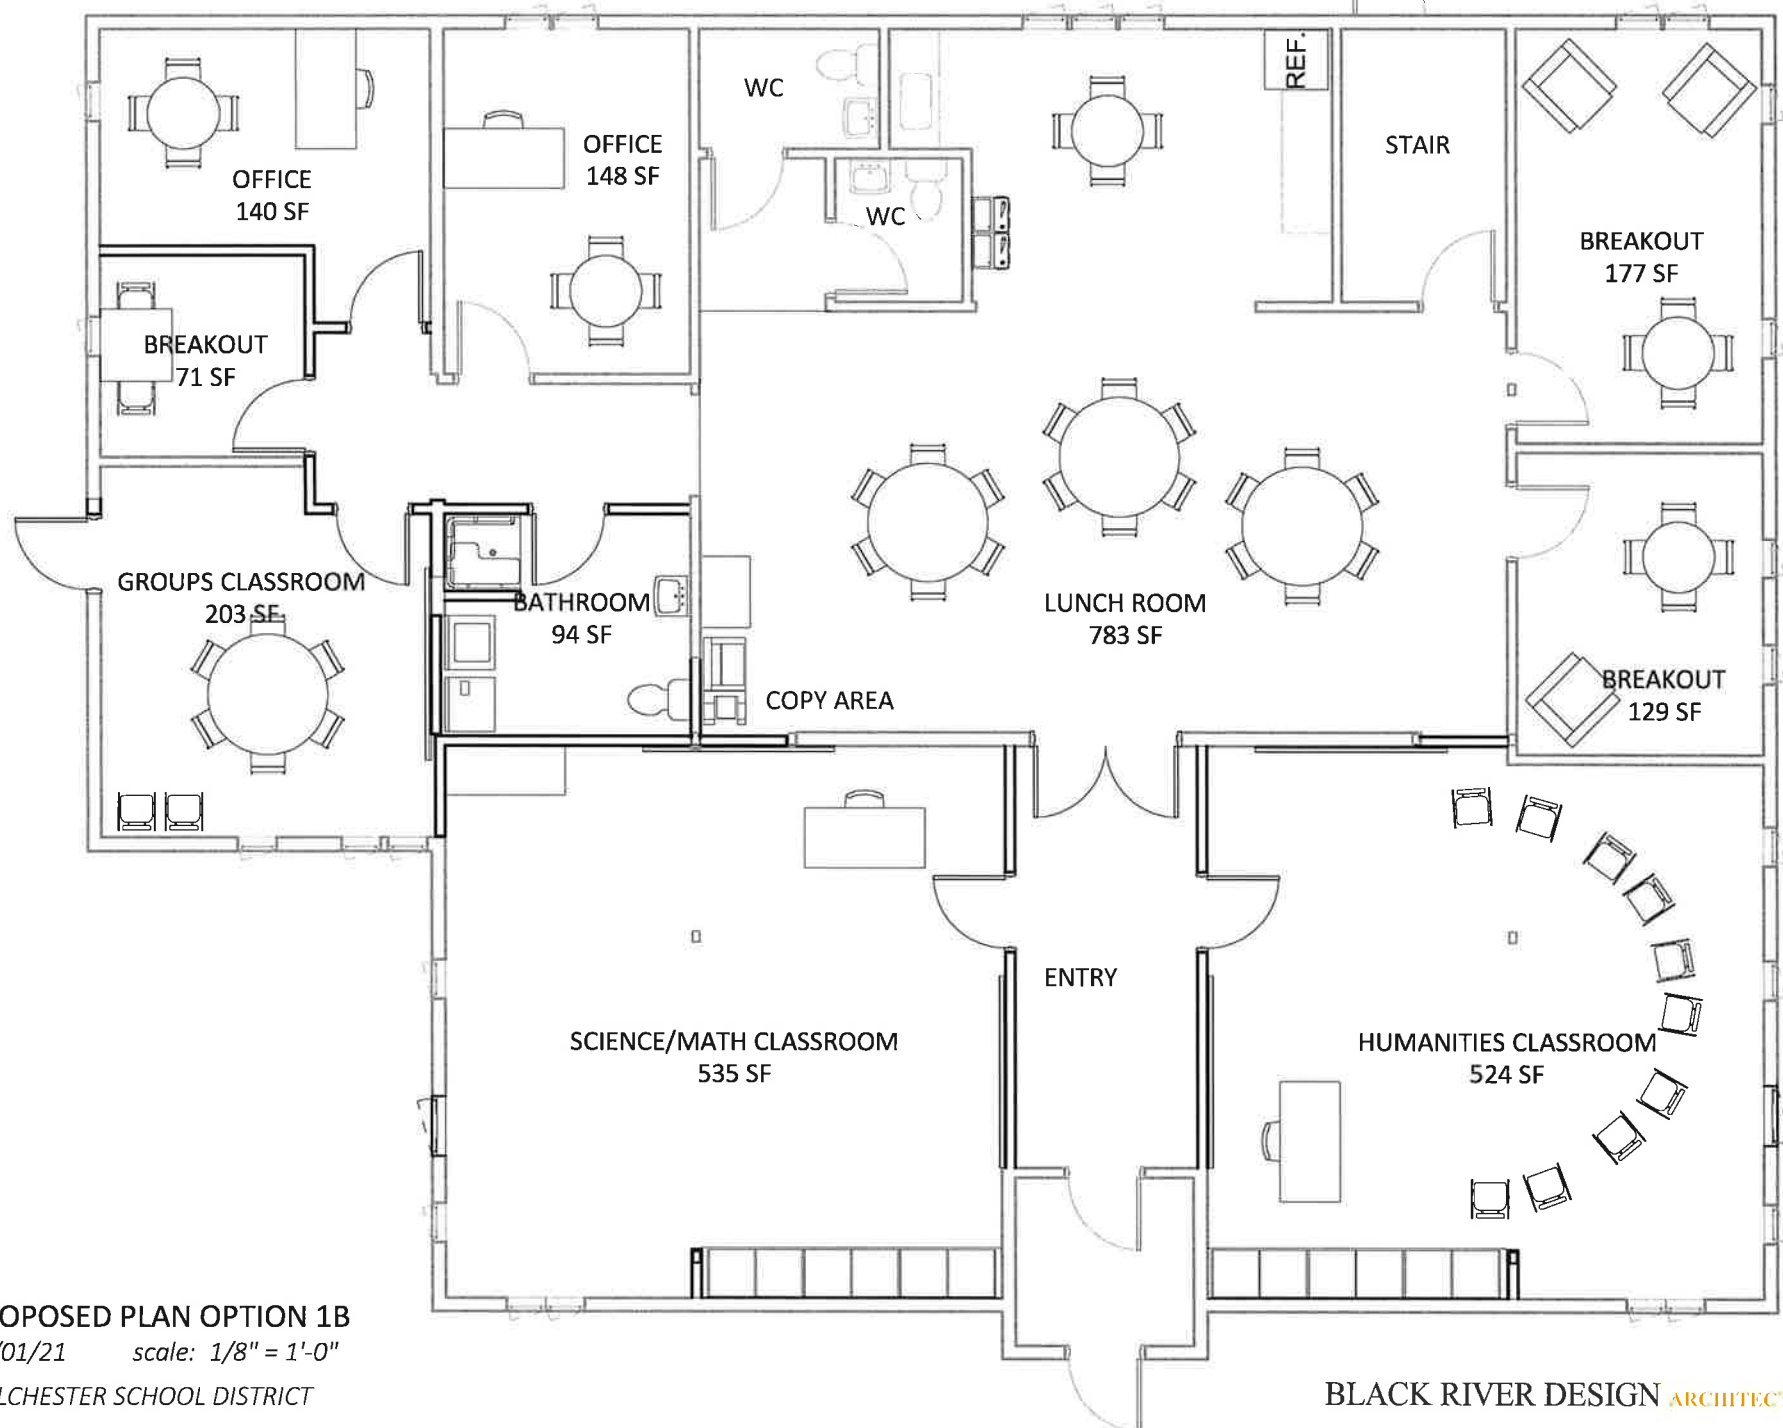 OFFICE
140 SF
OFFICE
148 SF
WC
WC
REF.
STAIR
BREAKOUT
177 SF
BREAKOUT
71 SF
GROUPS CLASSROOM
203 SF
BATHROOM
94 SF
LUNCH ROOM
783 SF
COPY AREA
BREAKOUT
129 SF
ENTRY
SCIENCE/MATH CLASSROOM
535 SF
HUMANITIES CLASSROOM
524 SF
OPOSED PLAN OPTION 1B
/01/21 scale: 1/8" = 1'-0"
LCHESTER SCHOOL DISTRICT
BLACK RIVER DESIGN ARCHITEC